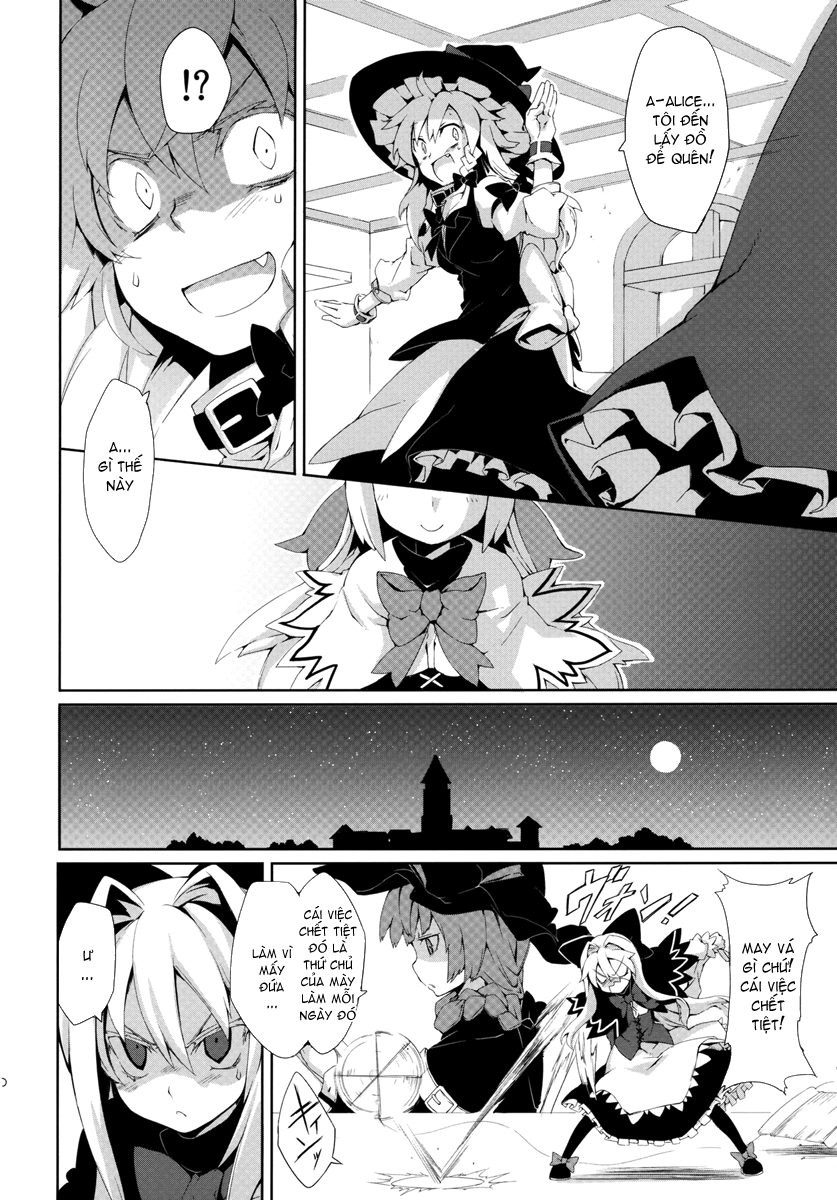 A-ALICE...
TÔI ĐẾN
LẤY ĐỒ
ĐỂ QUÊN!
!?
A...
GÌ THẾ
NÀY
MAY VÁ
GÌ CHỨ!
CÁI VIỆC
CHẾT
TIỆT!
ヴォン!
CÁI VIỆC
CHẾT TIỆT
ĐÓ LÀ
THỨ CHỦ
CỦA MÀY
LÀM MỖI
NGÀY ĐÓ
LÀM VÌ
MẤY ĐỨA
...
キィンッ
Ư
...